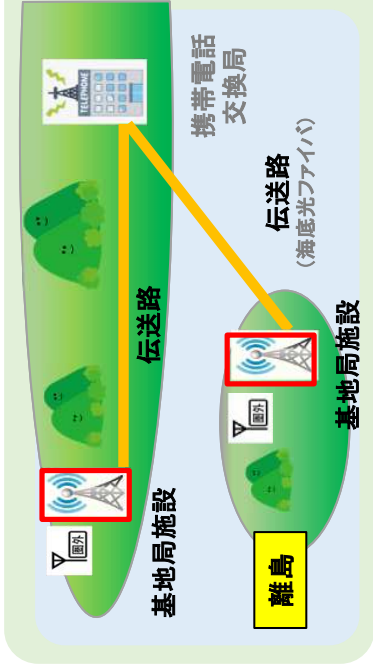 TELEPHONE
携帯電話
交換局
伝送路
伝送路
（海底光ファイバ）
圏外
基地局施設
圏外
基地局施設
離島